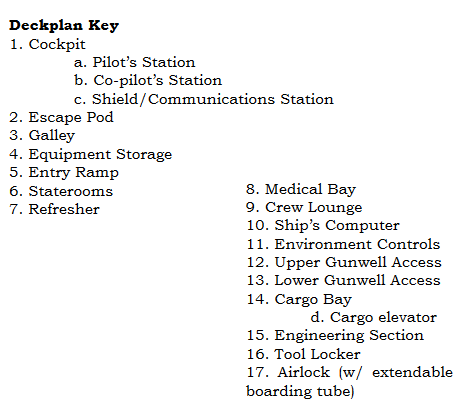 Deckplan Key
1. Cockpit
a. Pilot's Station
b. Co-pilot's Station
c. Shield/Communications Station
2. Escape Pod
3. Galley
4. Equipment Storage
5. Entry Ramp
6. Staterooms
7. Refresher
8. Medical Bay
9. Crew Lounge
10. Ship's Computer
11. Environment Controls
12. Upper Gunwell Access
13. Lower Gunwell Access
14. Cargo Bay
d. Cargo elevator
15. Engineering Section
16. Tool Locker
17. Airlock (w/ extendable
boarding tube)